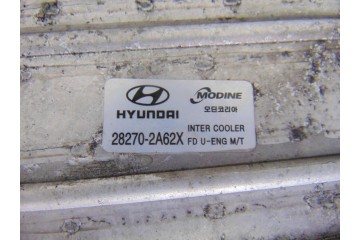 HYUNDAI
MODINE
모딘코리아
28270-2A62X
INTER COOLER
FD U-ENG M/T